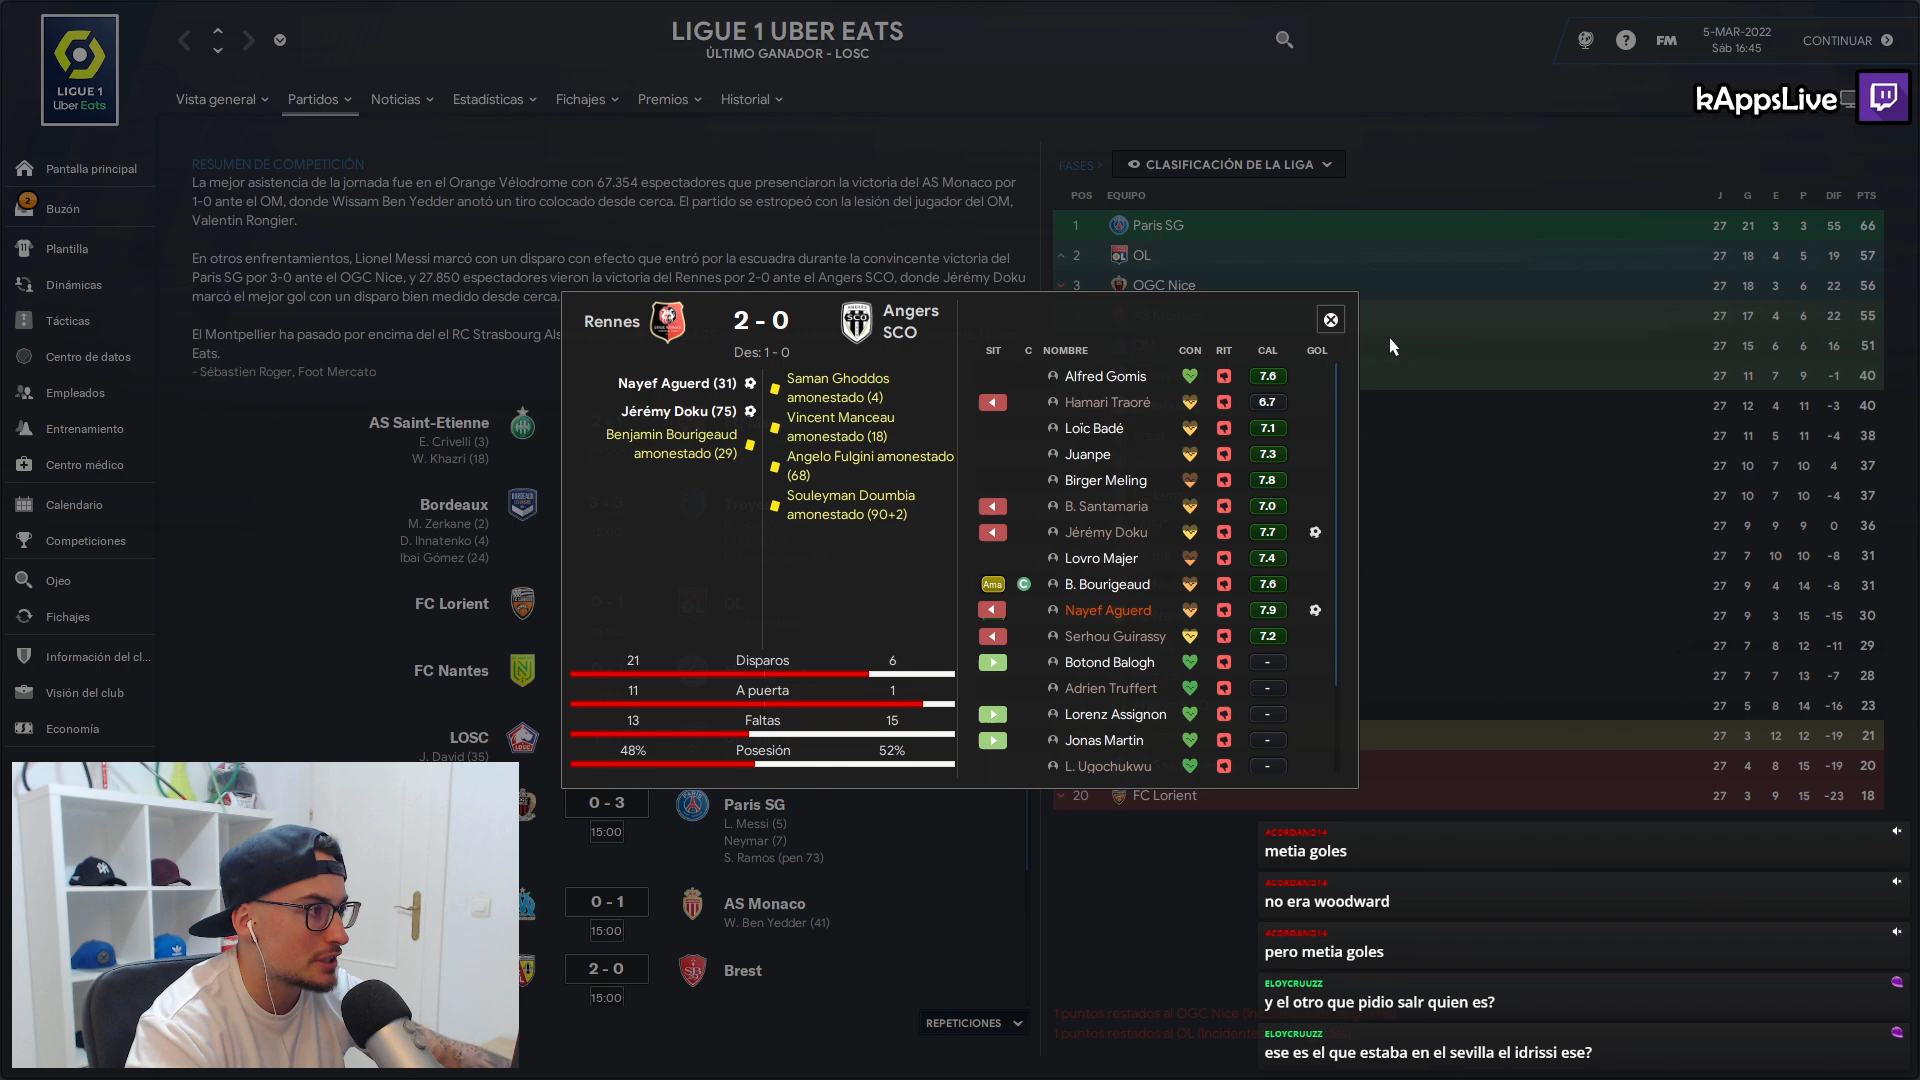 LIGUE 1 UBER EATS
ÚLTIMO GANADOR - LOSC
LIGUE 1
Uber Eats
FM
5-MAR-2022
Sáb 16:45
CONTINUAR
kAppsLive
Vista general
Partidos
Noticias
Estadísticas
Fichajes
Premios
Historial
2
Pantalla principal
Buzón
Plantilla
Dinámicas
Tácticas
Centro de datos
Empleados
Entrenamiento
Centro médico
Calendario
Competiciones
Ojeo
Fichajes
Información del cl...
Visión del club
Economía
RESUMEN DE COMPETICIÓN
La mejor asistencia de la jornada fue en el Orange Vélodrome con 67.354 espectadores que presenciaron la victoria del AS Monaco por
1-0 ante el OM, donde Wissam Ben Yedder anotó un tiro colocado desde cerca. El partido se estropeó con la lesión del jugador del OM,
Valentin Rongier.
En otros enfrentamientos, Lionel Messi marcó con un disparo con efecto que entró por la escuadra durante la convincente victoria del
Paris SG por 3-0 ante el OGC Nice, y 27.850 espectadores vieron la victoria del Rennes por 2-0 ante el Angers SCO, donde Jérémy Doku
marcó el mejor gol con un disparo bien medido desde cerca.
El Montpellier ha pasado por encima del el RC Strasbourg Als
Eats.
- Sébastien Roger, Foot Mercato
AS Saint-Etienne
E. Crivelli (3)
W. Khazri (18)
Bordeaux
M. Zerkane (2)
D. Ihnatenko (4)
Ibai Gómez (24)
FC Lorient
FC Nantes
LOSC
J. David (35)
0 - 3
15:00
Paris SG
L. Messi (5)
Neymar (7)
S. Ramos (pen 73)
0 - 1
15:00
AS Monaco
W. Ben Yedder (41)
2 - 0
15:00
Brest
REPETICIONES
Rennes
2 - 0
Angers
SCO
Des: 1 - 0
Nayef Aguerd (31)
Jérémy Doku (75)
Benjamin Bourigeaud
amonestado (29)
Saman Ghoddos
amonestado (4)
Vincent Manceau
amonestado (18)
Angelo Fulgini amonestado
(68)
Souleyman Doumbia
amonestado (90+2)
21 Disparos 6
11 A puerta 1
13 Faltas 15
48% Posesión 52%
SIT C NOMBRE CON RIT CAL GOL
Alfred Gomis 7.6
Hamari Traoré 6.7
Loïc Badé 7.1
Juanpe 7.3
Birger Meling 7.8
B. Santamaria 7.0
Jérémy Doku 7.7
Lovro Majer 7.4
Ama C B. Bourigeaud 7.6
Nayef Aguerd 7.9
Serhou Guirassy 7.2
Botond Balogh -
Adrien Truffert -
Lorenz Assignon -
Jonas Martin -
L. Ugochukwu -
FASES >
CLASIFICACIÓN DE LA LIGA
POS EQUIPO J G E P DIF PTS
1 Paris SG 27 21 3 3 55 66
2 OL 27 18 4 5 19 57
3 OGC Nice 27 18 3 6 22 56
27 17 4 6 22 55
27 15 6 6 16 51
27 11 7 9 -1 40
27 12 4 11 -3 40
27 11 5 11 -4 38
27 10 7 10 4 37
27 10 7 10 -4 37
27 9 9 9 0 36
27 7 10 10 -8 31
27 9 4 14 -8 31
27 9 3 15 -15 30
27 7 8 12 -11 29
27 7 7 13 -7 28
27 5 8 14 -16 23
27 3 12 12 -19 21
27 4 8 15 -19 20
20 FC Lorient 27 3 9 15 -23 18
1 puntos restados al OGC Nice
1 puntos restados al OL
ACORDANO14
metia goles
ACORDANO14
no era woodward
ACORDANO14
pero metia goles
ELOYCRUUZZ
y el otro que pidio salr quien es?
ELOYCRUUZZ
ese es el que estaba en el sevilla el idrissi ese?